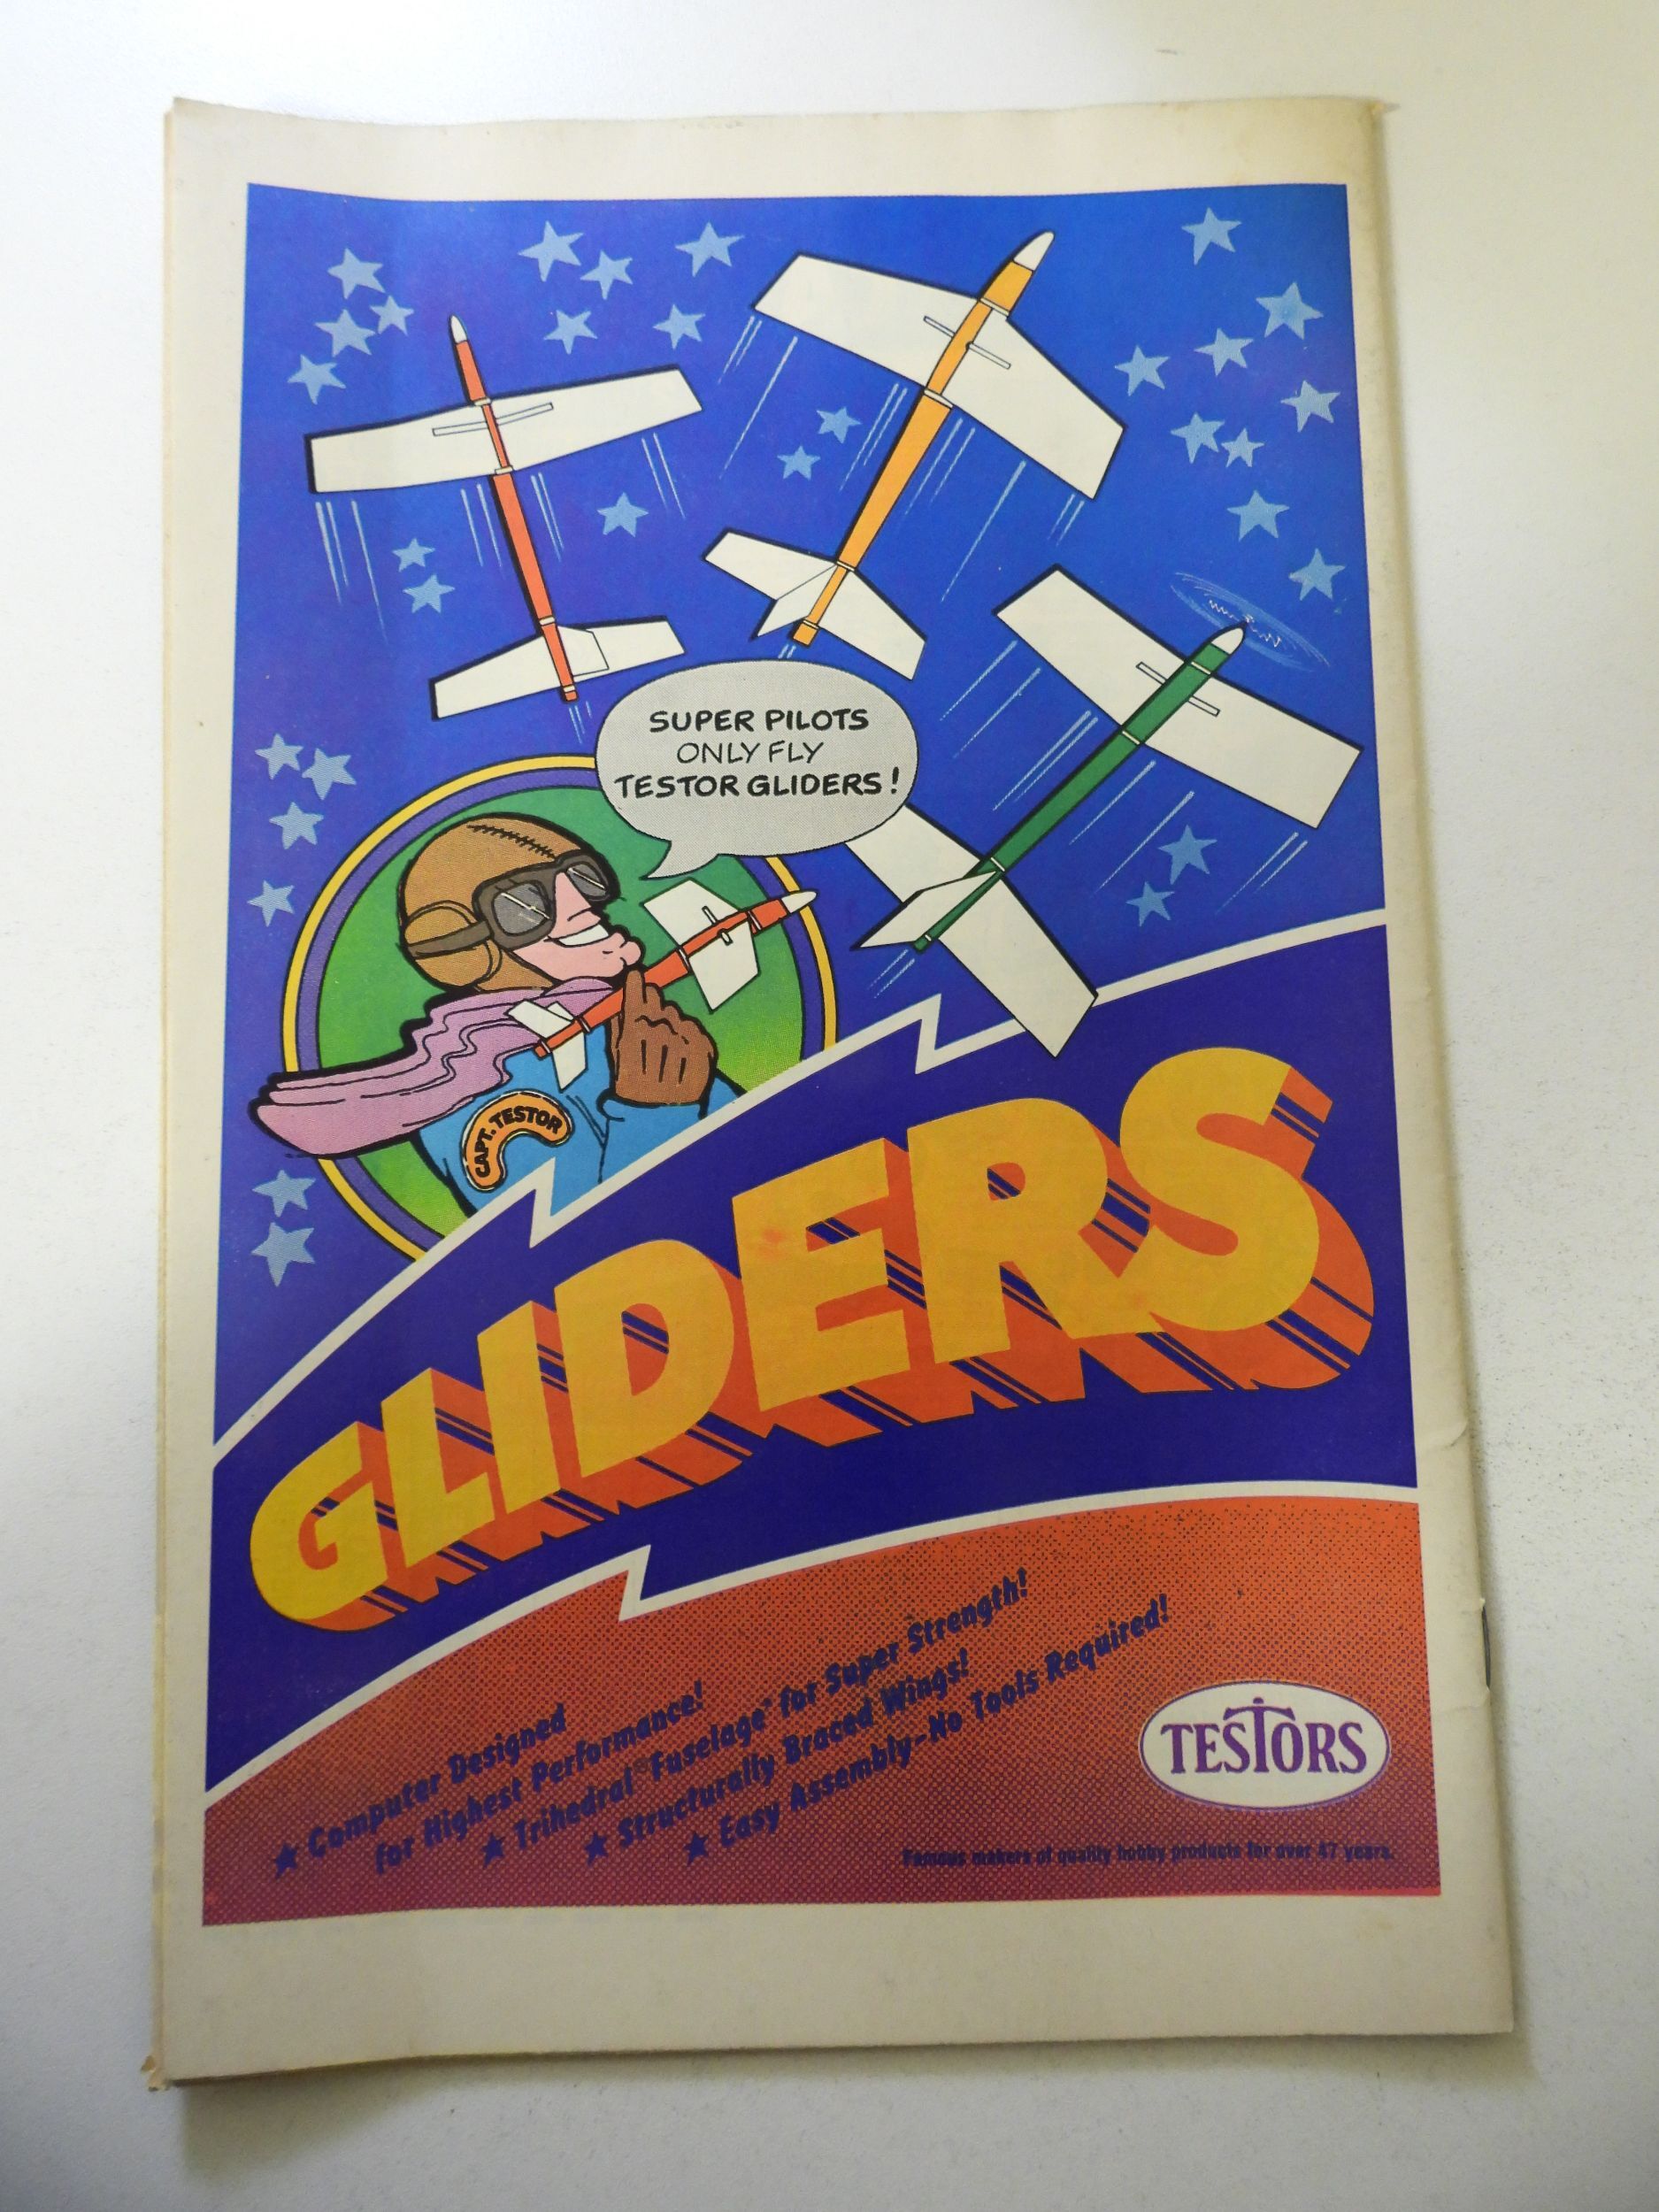 SUPER PILOTS
ONLY FLY
TESTOR GLIDERS!
CAPT. TESTOR
GLIDERS
★ Computer Designed
for Highest Performance!
★ Trihedral® Fuselage* for Super Strength!
★ Structurally Braced Wings!
★ Easy Assembly-No Tools Required!
TESTORS
Famous makers of quality hobby products for over 47 years.